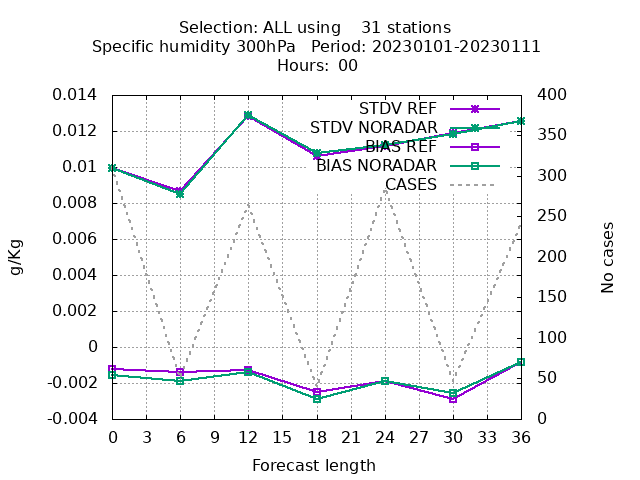 Selection: ALL using    31 stations
Specific humidity 300hPa   Period: 20230101-20230111
Hours: 00
0.014
0.012
0.01
0.008
0.006
0.004
0.002
0
-0.002
-0.004
g/Kg
STDV REF
STDV NORADAR
BIAS REF
BIAS NORADAR
CASES
400
350
300
250
200
150
100
50
0
No cases
0 3 6 9 12 15 18 21 24 27 30 33 36
Forecast length